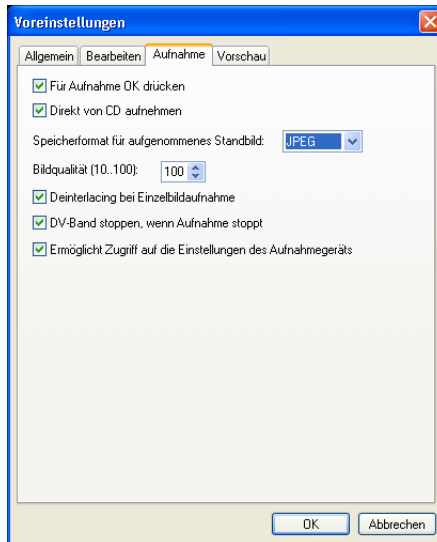 Voreinstellungen
Allgemein Bearbeiten Aufnahme Vorschau
Für Aufnahme OK drücken
Direkt von CD aufnehmen
Speicherformat für aufgenommenes Standbild: JPEG
Bildqualität (10..100): 100
Deinterlacing bei Einzelbildaufnahme
DV-Band stoppen, wenn Aufnahme stoppt
Ermöglicht Zugriff auf die Einstellungen des Aufnahmegeräts
OK Abbrechen